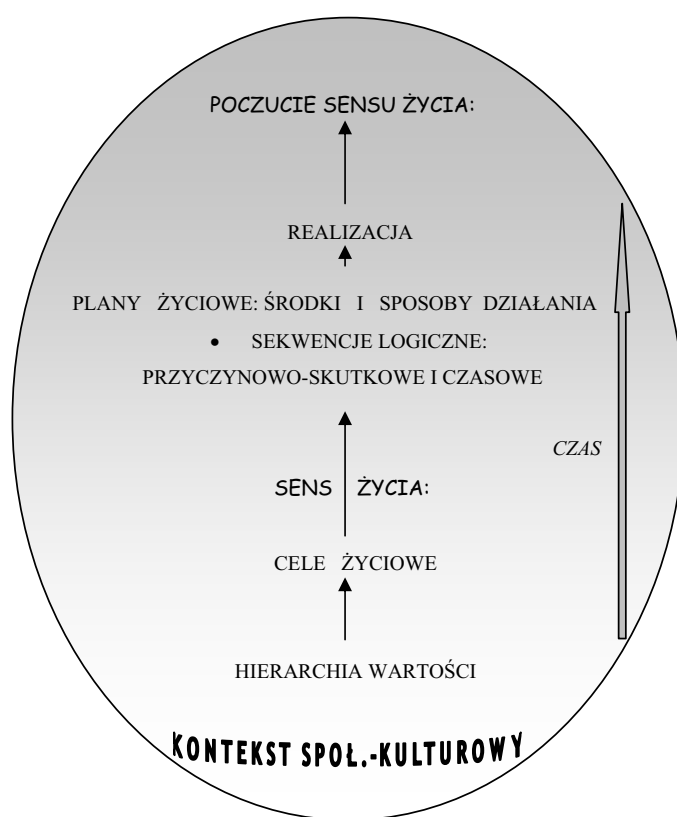 POCZUCIE SENSU ŻYCIA:
REALIZACJA
PLANY ŻYCIOWE: ŚRODKI I SPOSOBY DZIAŁANIA
• SEKWENCJE LOGICZNE:
PRZYCZYNOWO-SKUTKOWE I CZASOWE
CZAS
SENS ŻYCIA:
CELE ŻYCIOWE
HIERARCHIA WARTOŚCI
KONTEKST SPOŁ.-KULTUROWY